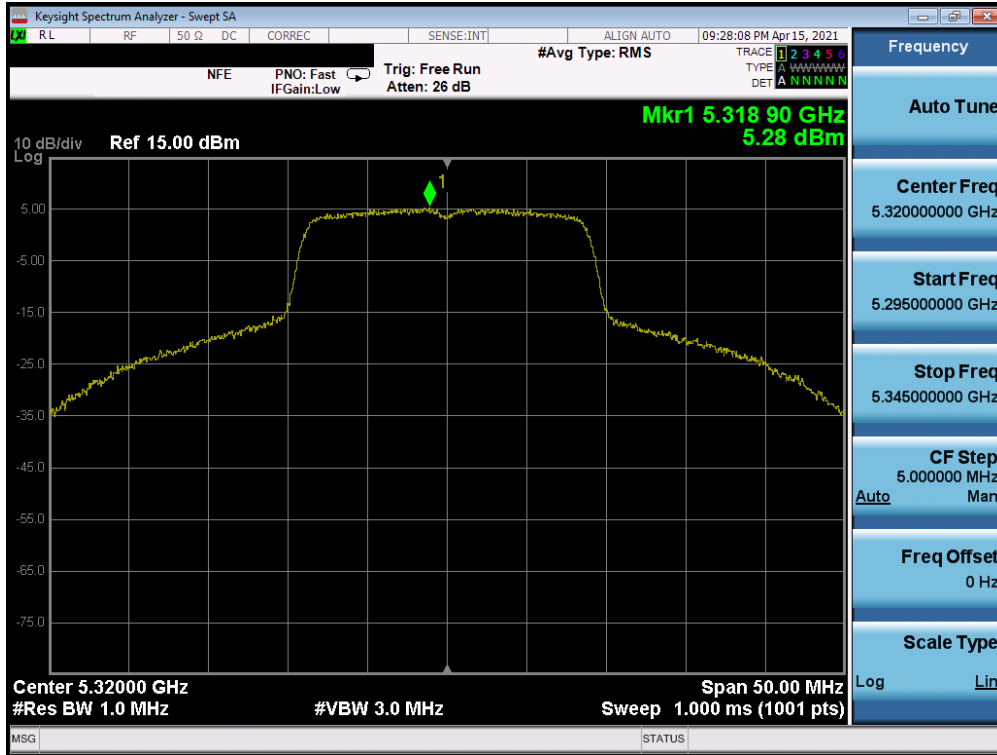 Keysight Spectrum Analyzer - Swept SA
LXI RL RF 50 Ω DC CORREC SENSE:INT ALIGN AUTO 09:28:08 PM Apr 15, 2021
NFE PNO: Fast IFGain:Low
Trig: Free Run
Atten: 26 dB
#Avg Type: RMS
TRACE 1 2 3 4 5 6
TYPE A WWWWW
DET A N N N N N
Mkr1 5.318 90 GHz
5.28 dBm
10 dB/div Ref 15.00 dBm
Log
1
5.00
-5.00
-15.0
-25.0
-35.0
-45.0
-55.0
-65.0
-75.0
Center 5.32000 GHz Span 50.00 MHz
#Res BW 1.0 MHz #VBW 3.0 MHz Sweep 1.000 ms (1001 pts)
MSG STATUS
Frequency
Auto Tune
Center Freq
5.320000000 GHz
Start Freq
5.295000000 GHz
Stop Freq
5.345000000 GHz
CF Step
5.000000 MHz
Auto Man
Freq Offset
0 Hz
Scale Type
Log Lin